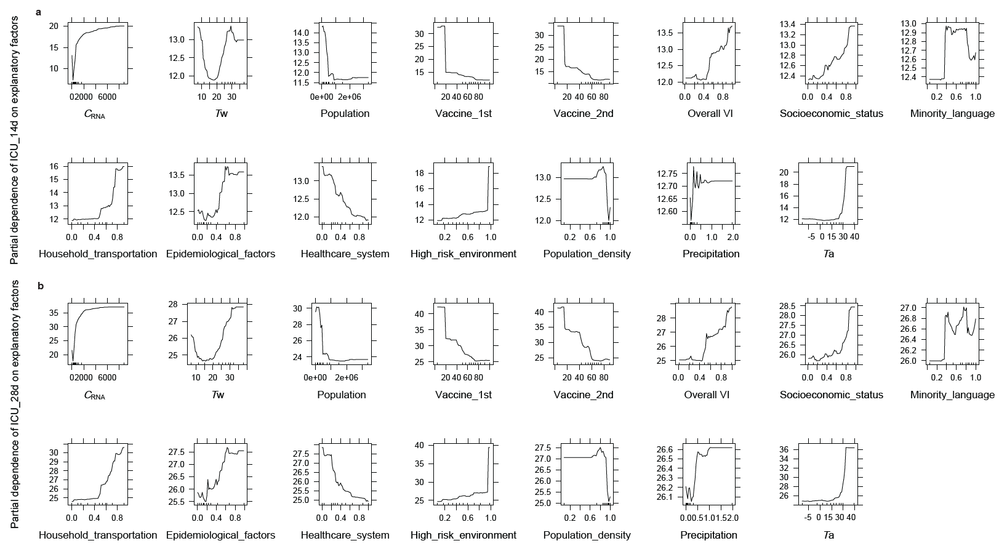 a
Partial dependence of ICU_14d on explanatory factors
20
15
10
02000 6000
C RNA
13.0
12.5
12.0
10 20 30
Tw
14.0
13.5
13.0
12.5
12.0
11.5
0e+00 2e+06
Population
30
25
20
15
20 40 60 80
Vaccine_1st
30
20
15
20 40 60 80
Vaccine_2nd
13.5
13.0
12.5
12.0
0.0 0.4 0.8
Overall VI
13.4
13.2
13.0
12.8
12.6
12.4
0.0 0.4 0.8
Socioeconomic_status
13.0
12.9
12.8
12.7
12.6
12.5
12.4
0.2 0.6 1.0
Minority_language
16
15
14
13
12
0.0 0.4 0.8
Household_transportation
13.5
13.0
12.5
0.0 0.4 0.8
Epidemiological_factors
13.0
12.5
12.0
0.0 0.4 0.8
Healthcare_system
18
16
14
12
0.2 0.6 1.0
High_risk_environment
13.0
12.5
12.0
0.2 0.6 1.0
Population_density
12.75
12.70
12.65
12.60
0.0 1.0 2.0
Precipitation
20
18
16
14
12
-5 0 15 30 40
Ta
b
Partial dependence of ICU_28d on explanatory factors
35
30
25
20
02000 6000
C RNA
28
27
26
25
10 20 30
Tw
30
28
26
24
0e+00 2e+06
Population
40
35
30
25
20 40 60 80
Vaccine_1st
40
30
25
20 40 60 80
Vaccine_2nd
28
27
26
25
0.0 0.4 0.8
Overall VI
28.5
28.0
27.5
27.0
26.5
26.0
0.0 0.4 0.8
Socioeconomic_status
27.0
26.8
26.6
26.4
26.2
26.0
0.2 0.6 1.0
Minority_language
30
29
28
27
26
25
0.0 0.4 0.8
Household_transportation
27.5
27.0
26.5
26.0
25.5
0.0 0.4 0.8
Epidemiological_factors
27.5
27.0
26.5
26.0
25.5
25.0
0.0 0.4 0.8
Healthcare_system
40
35
30
25
0.2 0.6 1.0
High_risk_environment
27.5
27.0
26.5
26.0
25.5
25.0
0.2 0.6 1.0
Population_density
26.6
26.5
26.4
26.3
26.2
26.1
0.00.51.01.52.0
Precipitation
36
34
32
30
28
26
-5 0 15 30 40
Ta